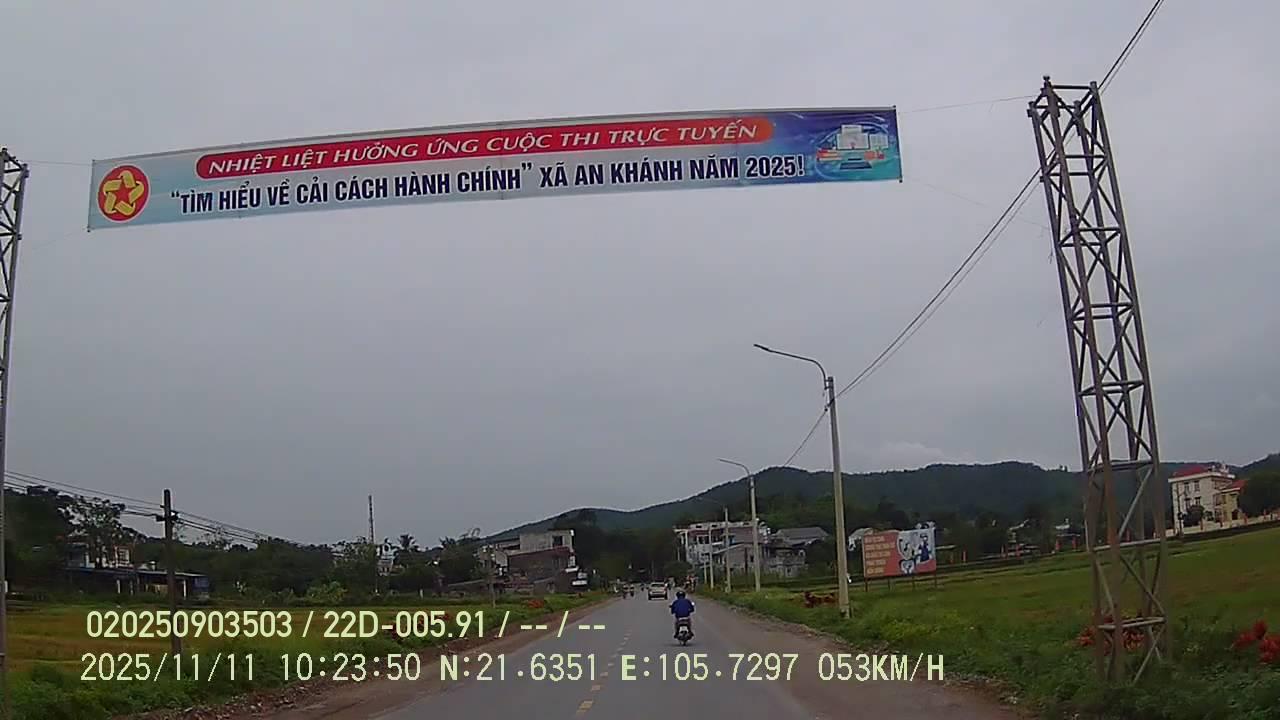 NHIỆT LIỆT HƯỞNG ỨNG CUỘC THI TRỰC TUYẾN
"TÌM HIỂU VỀ CẢI CÁCH HÀNH CHÍNH" XÃ AN KHÁNH NĂM 2025!
020250903503 / 22D-005.91 / -- / --
2025/11/11 10:23:50 N:21.6351 E:105.7297 053KM/H